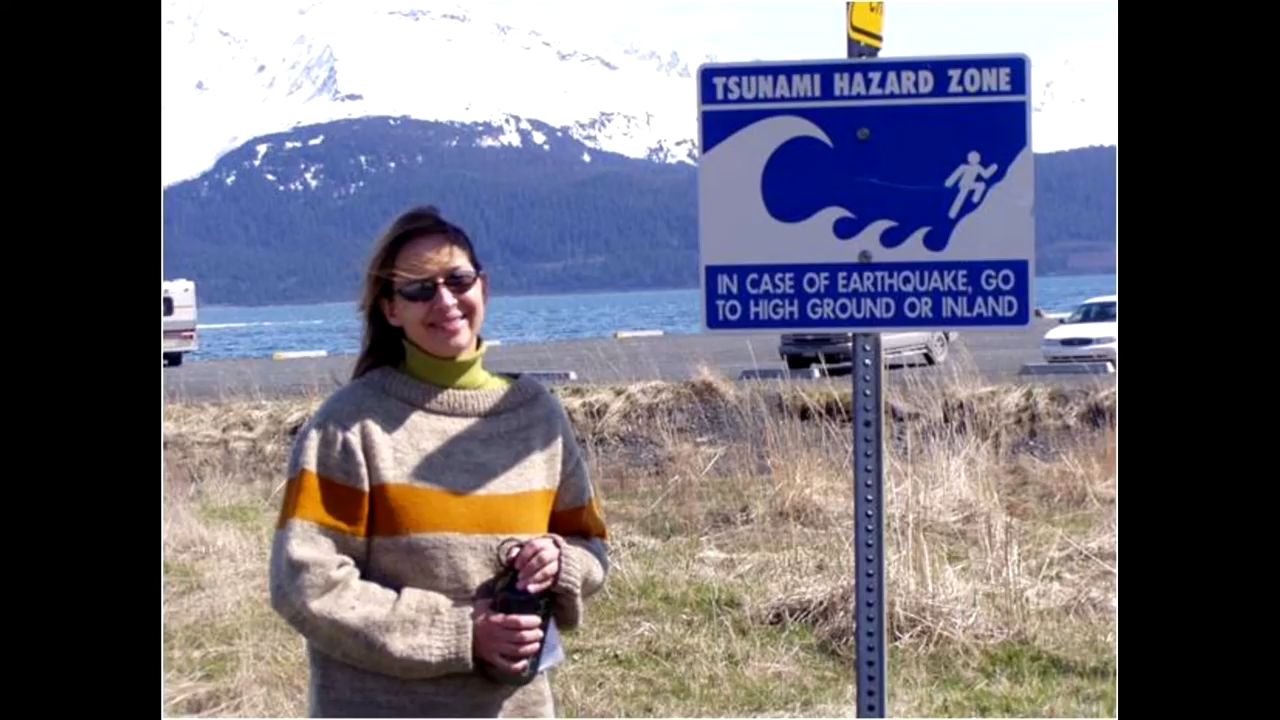 TSUNAMI HAZARD ZONE
IN CASE OF EARTHQUAKE, GO
TO HIGH GROUND OR INLAND